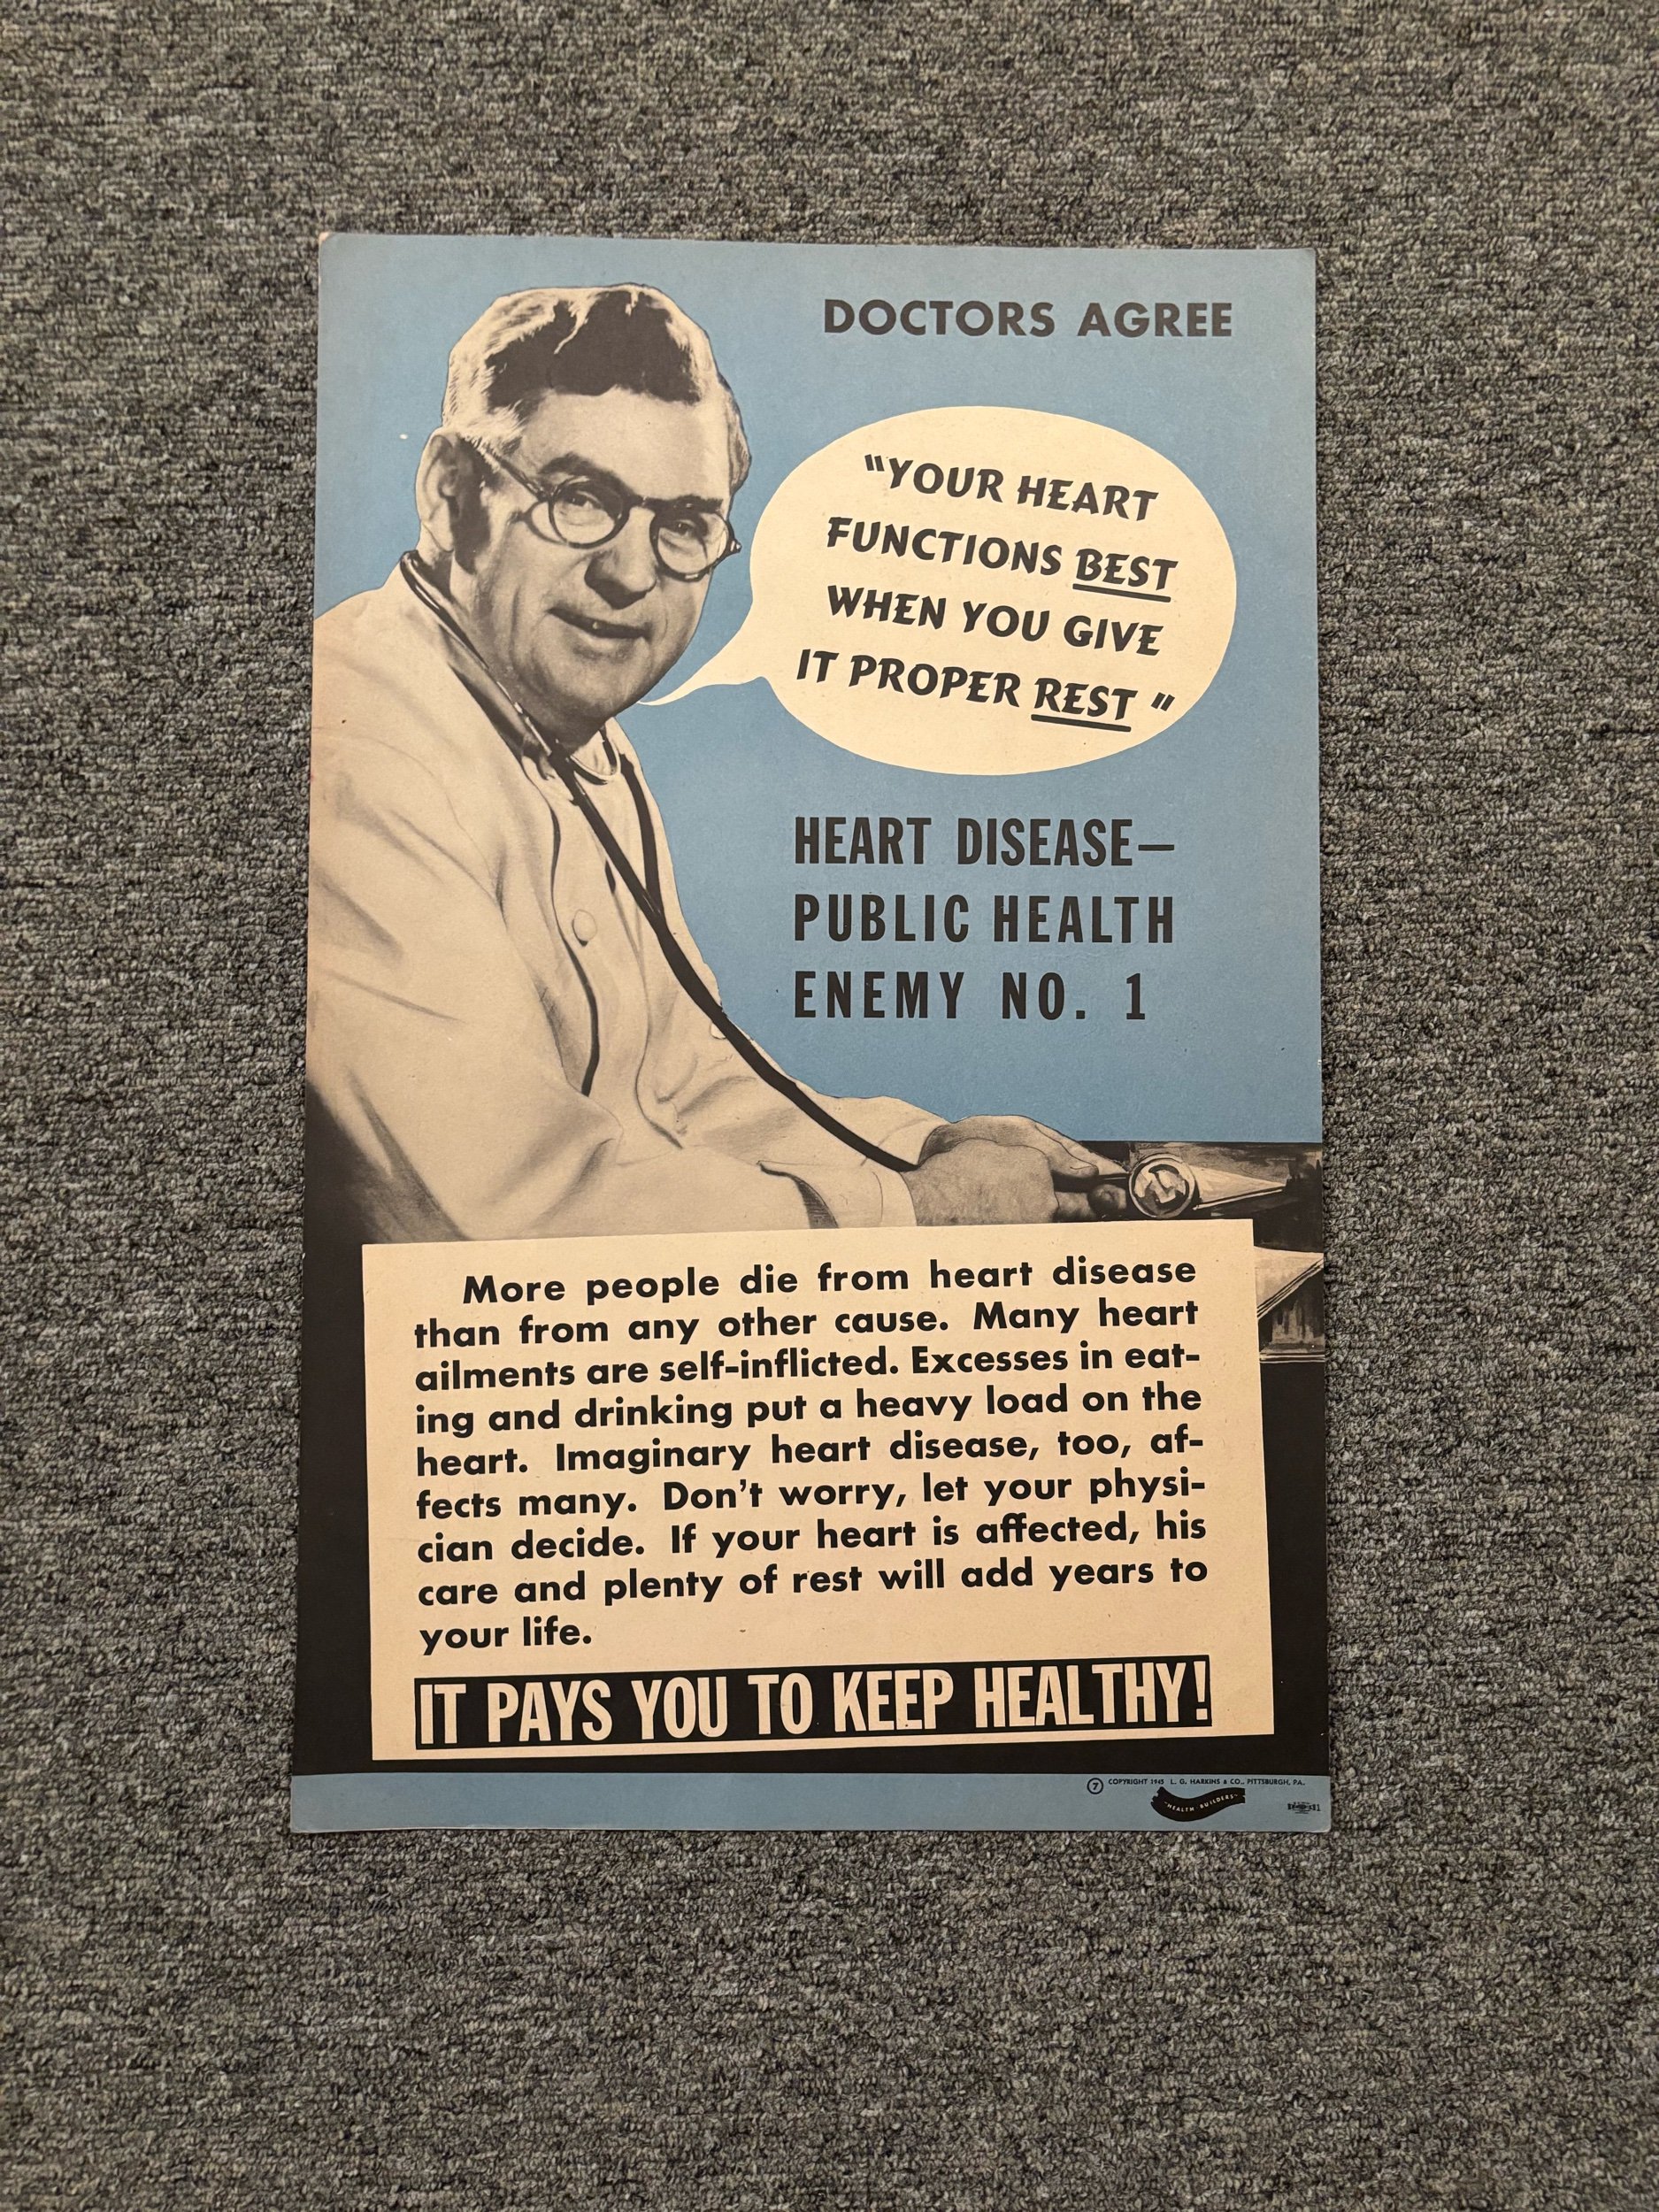 DOCTORS AGREE
"YOUR HEART
FUNCTIONS BEST
WHEN YOU GIVE
IT PROPER REST"
HEART DISEASE—
PUBLIC HEALTH
ENEMY NO. 1
More people die from heart disease
than from any other cause. Many heart
ailments are self-inflicted. Excesses in eat-
ing and drinking put a heavy load on the
heart. Imaginary heart disease, too, af-
fects many. Don't worry, let your physi-
cian decide. If your heart is affected, his
care and plenty of rest will add years to
your life.
IT PAYS YOU TO KEEP HEALTHY!
7 COPYRIGHT 1945 L. G. HARKINS & CO., PITTSBURGH, PA.
"HEALTH-BUILDERS"